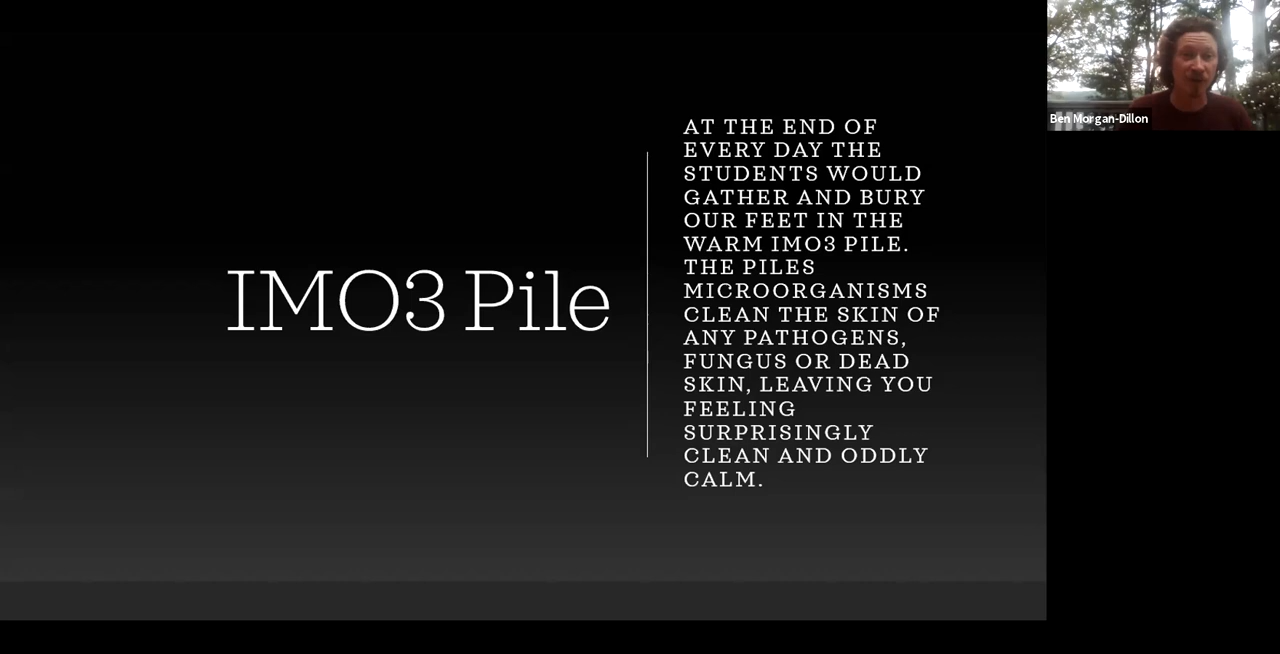 IMO3 Pile
AT THE END OF
EVERY DAY THE
STUDENTS WOULD
GATHER AND BURY
OUR FEET IN THE
WARM IMO3 PILE.
THE PILES
MICROORGANISMS
CLEAN THE SKIN OF
ANY PATHOGENS,
FUNGUS OR DEAD
SKIN, LEAVING YOU
FEELING
SURPRISINGLY
CLEAN AND ODDLY
CALM.
Ben Morgan-Dillon